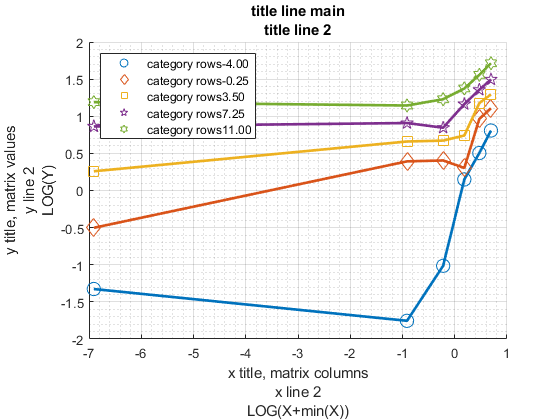 title line main
title line 2
2
1.5
1
0.5
0
-0.5
-1
-1.5
-2
category rows-4.00
category rows-0.25
category rows3.50
category rows7.25
category rows11.00
y title, matrix values
y line 2
LOG(Y)
-7 -6 -5 -4 -3 -2 -1 0 1
x title, matrix columns
x line 2
LOG(X+min(X))